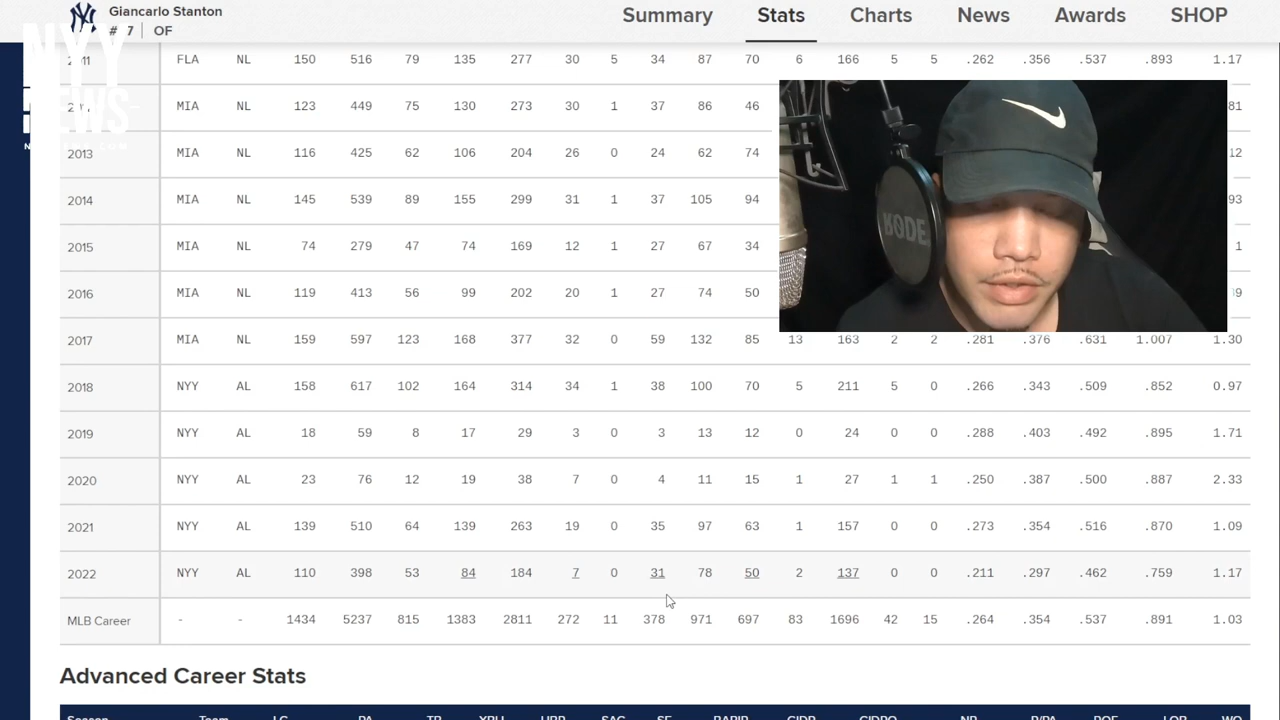 Giancarlo Stanton
# 7 | OF
Summary Stats Charts News Awards SHOP
NYY
NEWS
FLA NL 150 516 79 135 277 30 5 34 87 70 6 166 5 5 .262 .356 .537 .893 1.17
MIA NL 123 449 75 130 273 30 1 37 86 46 81
2013 MIA NL 116 425 62 106 204 26 0 24 62 74 12
2014 MIA NL 145 539 89 155 299 31 1 37 105 94 93
2015 MIA NL 74 279 47 74 169 12 1 27 67 34 1
2016 MIA NL 119 413 56 99 202 20 1 27 74 50 9
2017 MIA NL 159 597 123 168 377 32 0 59 132 85 13 163 2 2 .281 .376 .631 1.007 1.30
2018 NYY AL 158 617 102 164 314 34 1 38 100 70 5 211 5 0 .266 .343 .509 .852 0.97
2019 NYY AL 18 59 8 17 29 3 0 3 13 12 0 24 0 0 .288 .403 .492 .895 1.71
2020 NYY AL 23 76 12 19 38 7 0 4 11 15 1 27 1 1 .250 .387 .500 .887 2.33
2021 NYY AL 139 510 64 139 263 19 0 35 97 63 1 157 0 0 .273 .354 .516 .870 1.09
2022 NYY AL 110 398 53 84 184 7 0 31 78 50 2 137 0 0 .211 .297 .462 .759 1.17
MLB Career - - 1434 5237 815 1383 2811 272 11 378 971 697 83 1696 42 15 .264 .354 .537 .891 1.03
RODE
Advanced Career Stats
Season Team